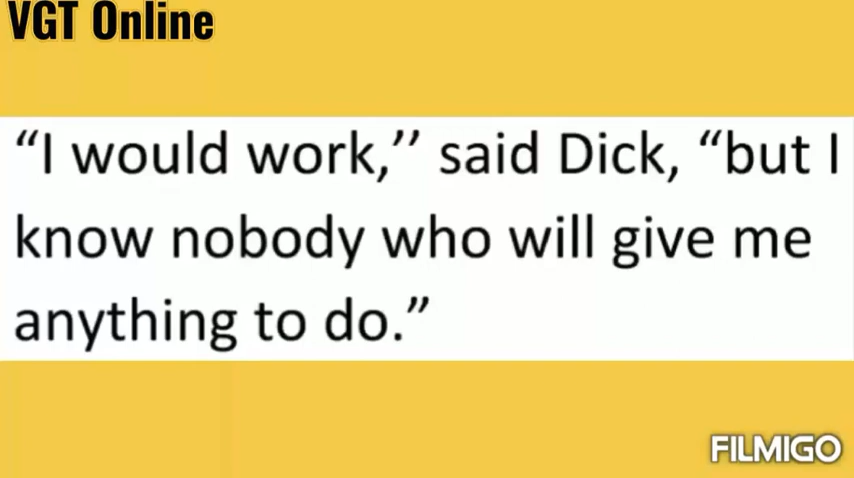 VGT Online
“I would work,’’ said Dick, “but I
know nobody who will give me
anything to do.”
FILMIGO